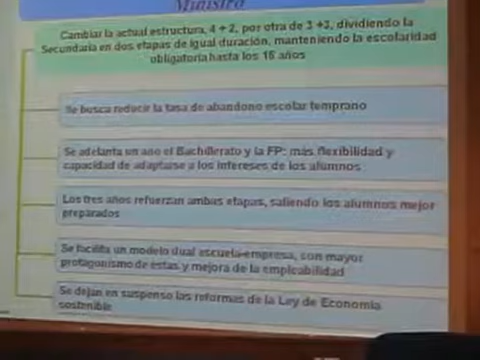 Ministro
Cambiar la actual estructura, 4 + 2, por otra de 3 +3, dividiendo la
Secundaria en dos etapas de igual duración, manteniendo la escolaridad
obligatoria hasta los 16 años
Se busca reducir la tasa de abandono escolar temprano
Se adelanta un año el Bachillerato y la FP: más flexibilidad y
capacidad de adaptarse a los intereses de los alumnos
Los tres años refuerzan ambas etapas, saliendo los alumnos mejor
preparados
Se facilita un modelo dual escuela-empresa, con mayor
protagonismo de estas y mejora de la empleabilidad
Se dejan en suspenso las reformas de la Ley de Economía
sostenible